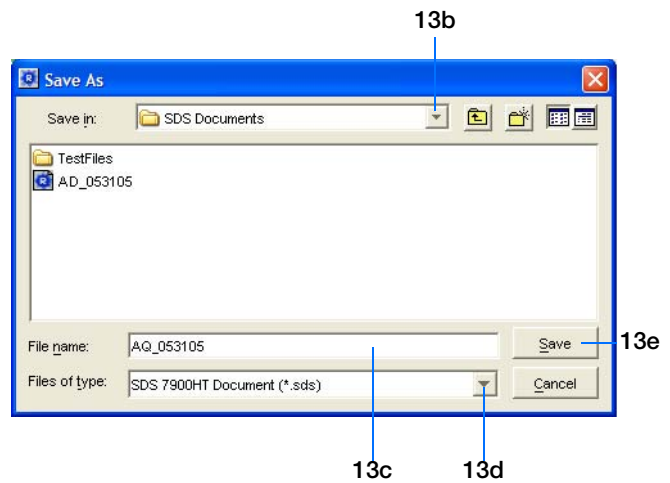 13b
Save As
Save in: SDS Documents
TestFiles
AD_053105
File name: AQ_053105 Save 13e
Files of type: SDS 7900HT Document (*.sds) Cancel
13c 13d